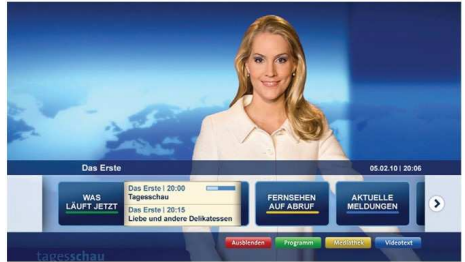 Das Erste 05.02.10 | 20:06
WAS
LÄUFT JETZT
Das Erste | 20:00
Tagesschau
Das Erste | 20:15
Liebe und andere Delikatessen
FERNSEHEN
AUF ABRUF
AKTUELLE
MELDUNGEN
Ausblenden Programm Mediathek Videotext
tagesschau